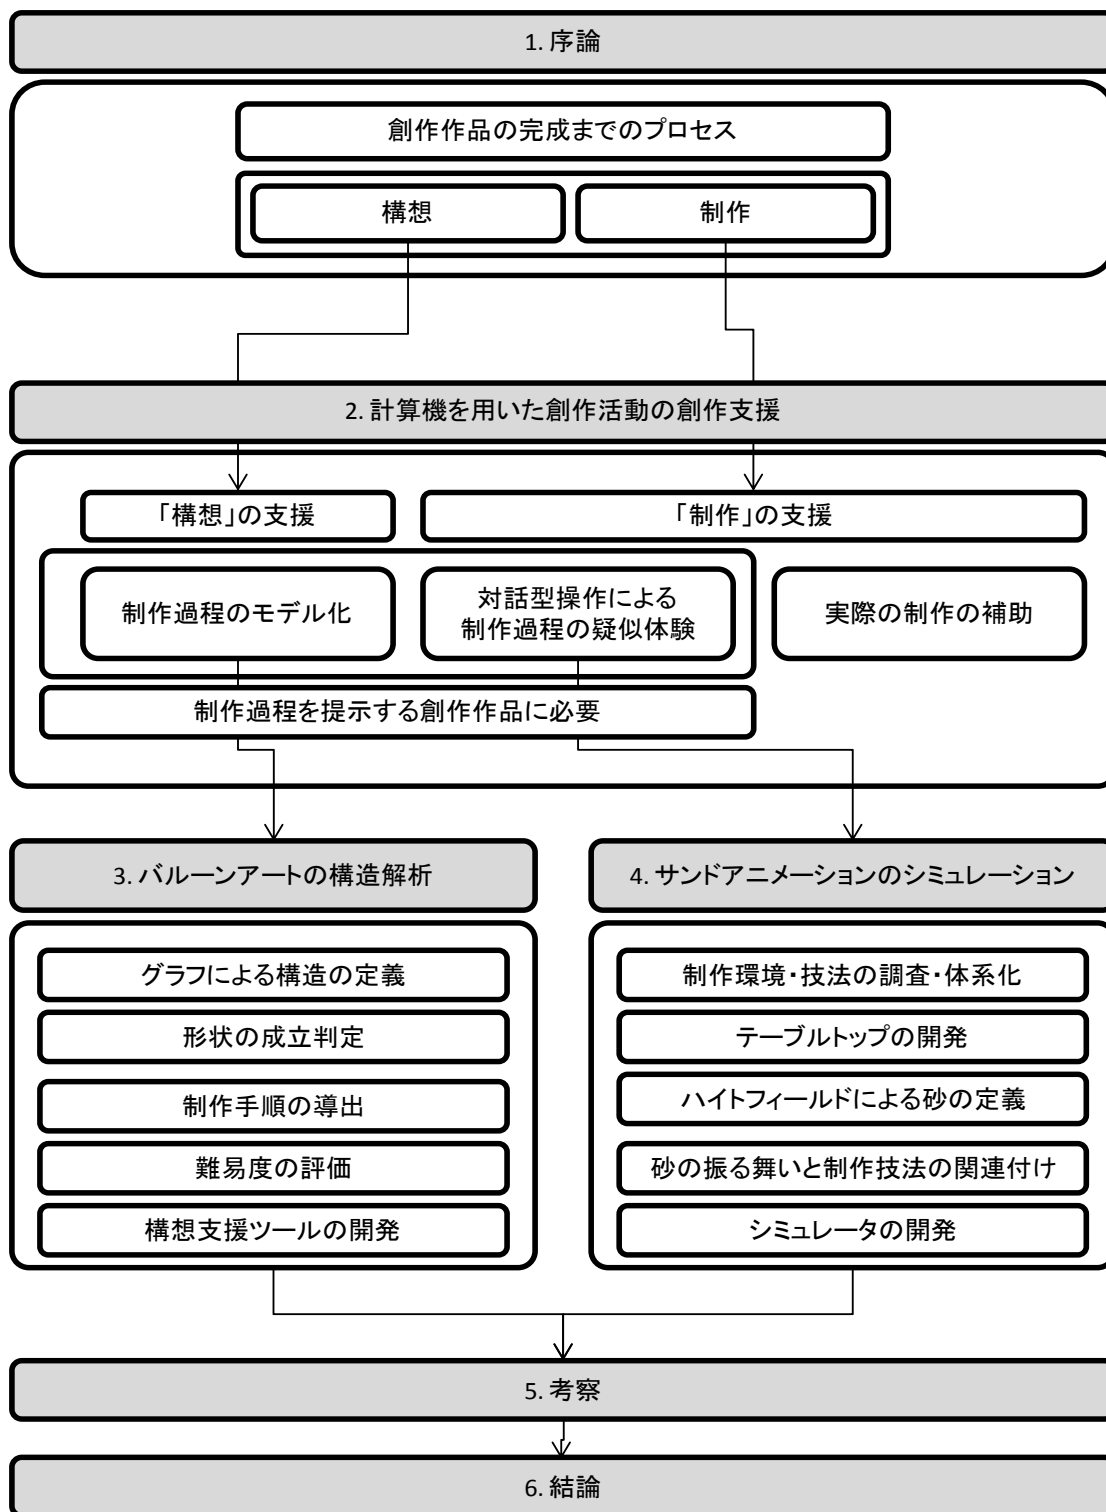 1. 序論
創作作品の完成までのプロセス
構想
制作
2. 計算機を用いた創作活動の創作支援
「構想」の支援
「制作」の支援
制作過程のモデル化
対話型操作による
制作過程の疑似体験
実際の制作の補助
制作過程を提示する創作作品に必要
3. バルーンアートの構造解析
グラフによる構造の定義
形状の成立判定
制作手順の導出
難易度の評価
構想支援ツールの開発
4. サンドアニメーションのシミュレーション
制作環境・技法の調査・体系化
テーブルトップの開発
ハイトフィールドによる砂の定義
砂の振る舞いと制作技法の関連付け
シミュレータの開発
5. 考察
6. 結論